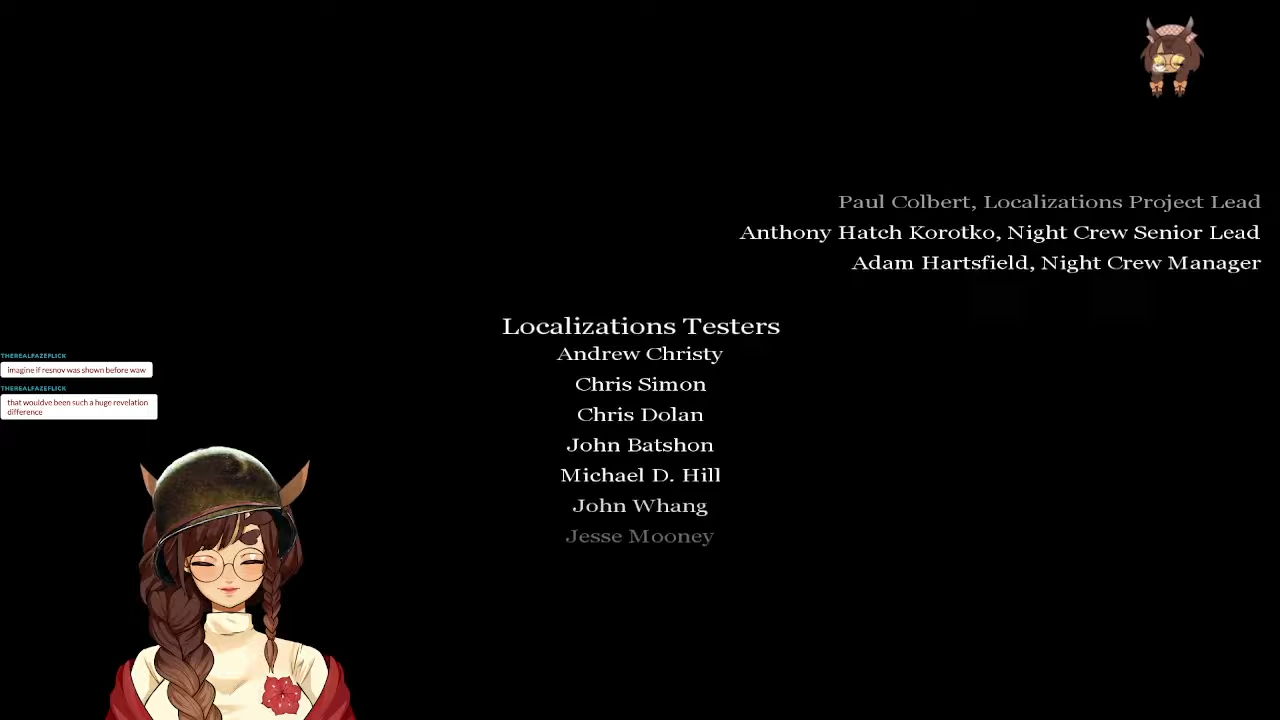 Paul Colbert, Localizations Project Lead
Anthony Hatch Korotko, Night Crew Senior Lead
Adam Hartsfield, Night Crew Manager
Localizations Testers
Andrew Christy
Chris Simon
Chris Dolan
John Batshon
Michael D. Hill
John Whang
Jesse Mooney
THEREALFAZEFLICK
imagine if resnov was shown before waw
THEREALFAZEFLICK
that wouldve been such a huge revelation
difference